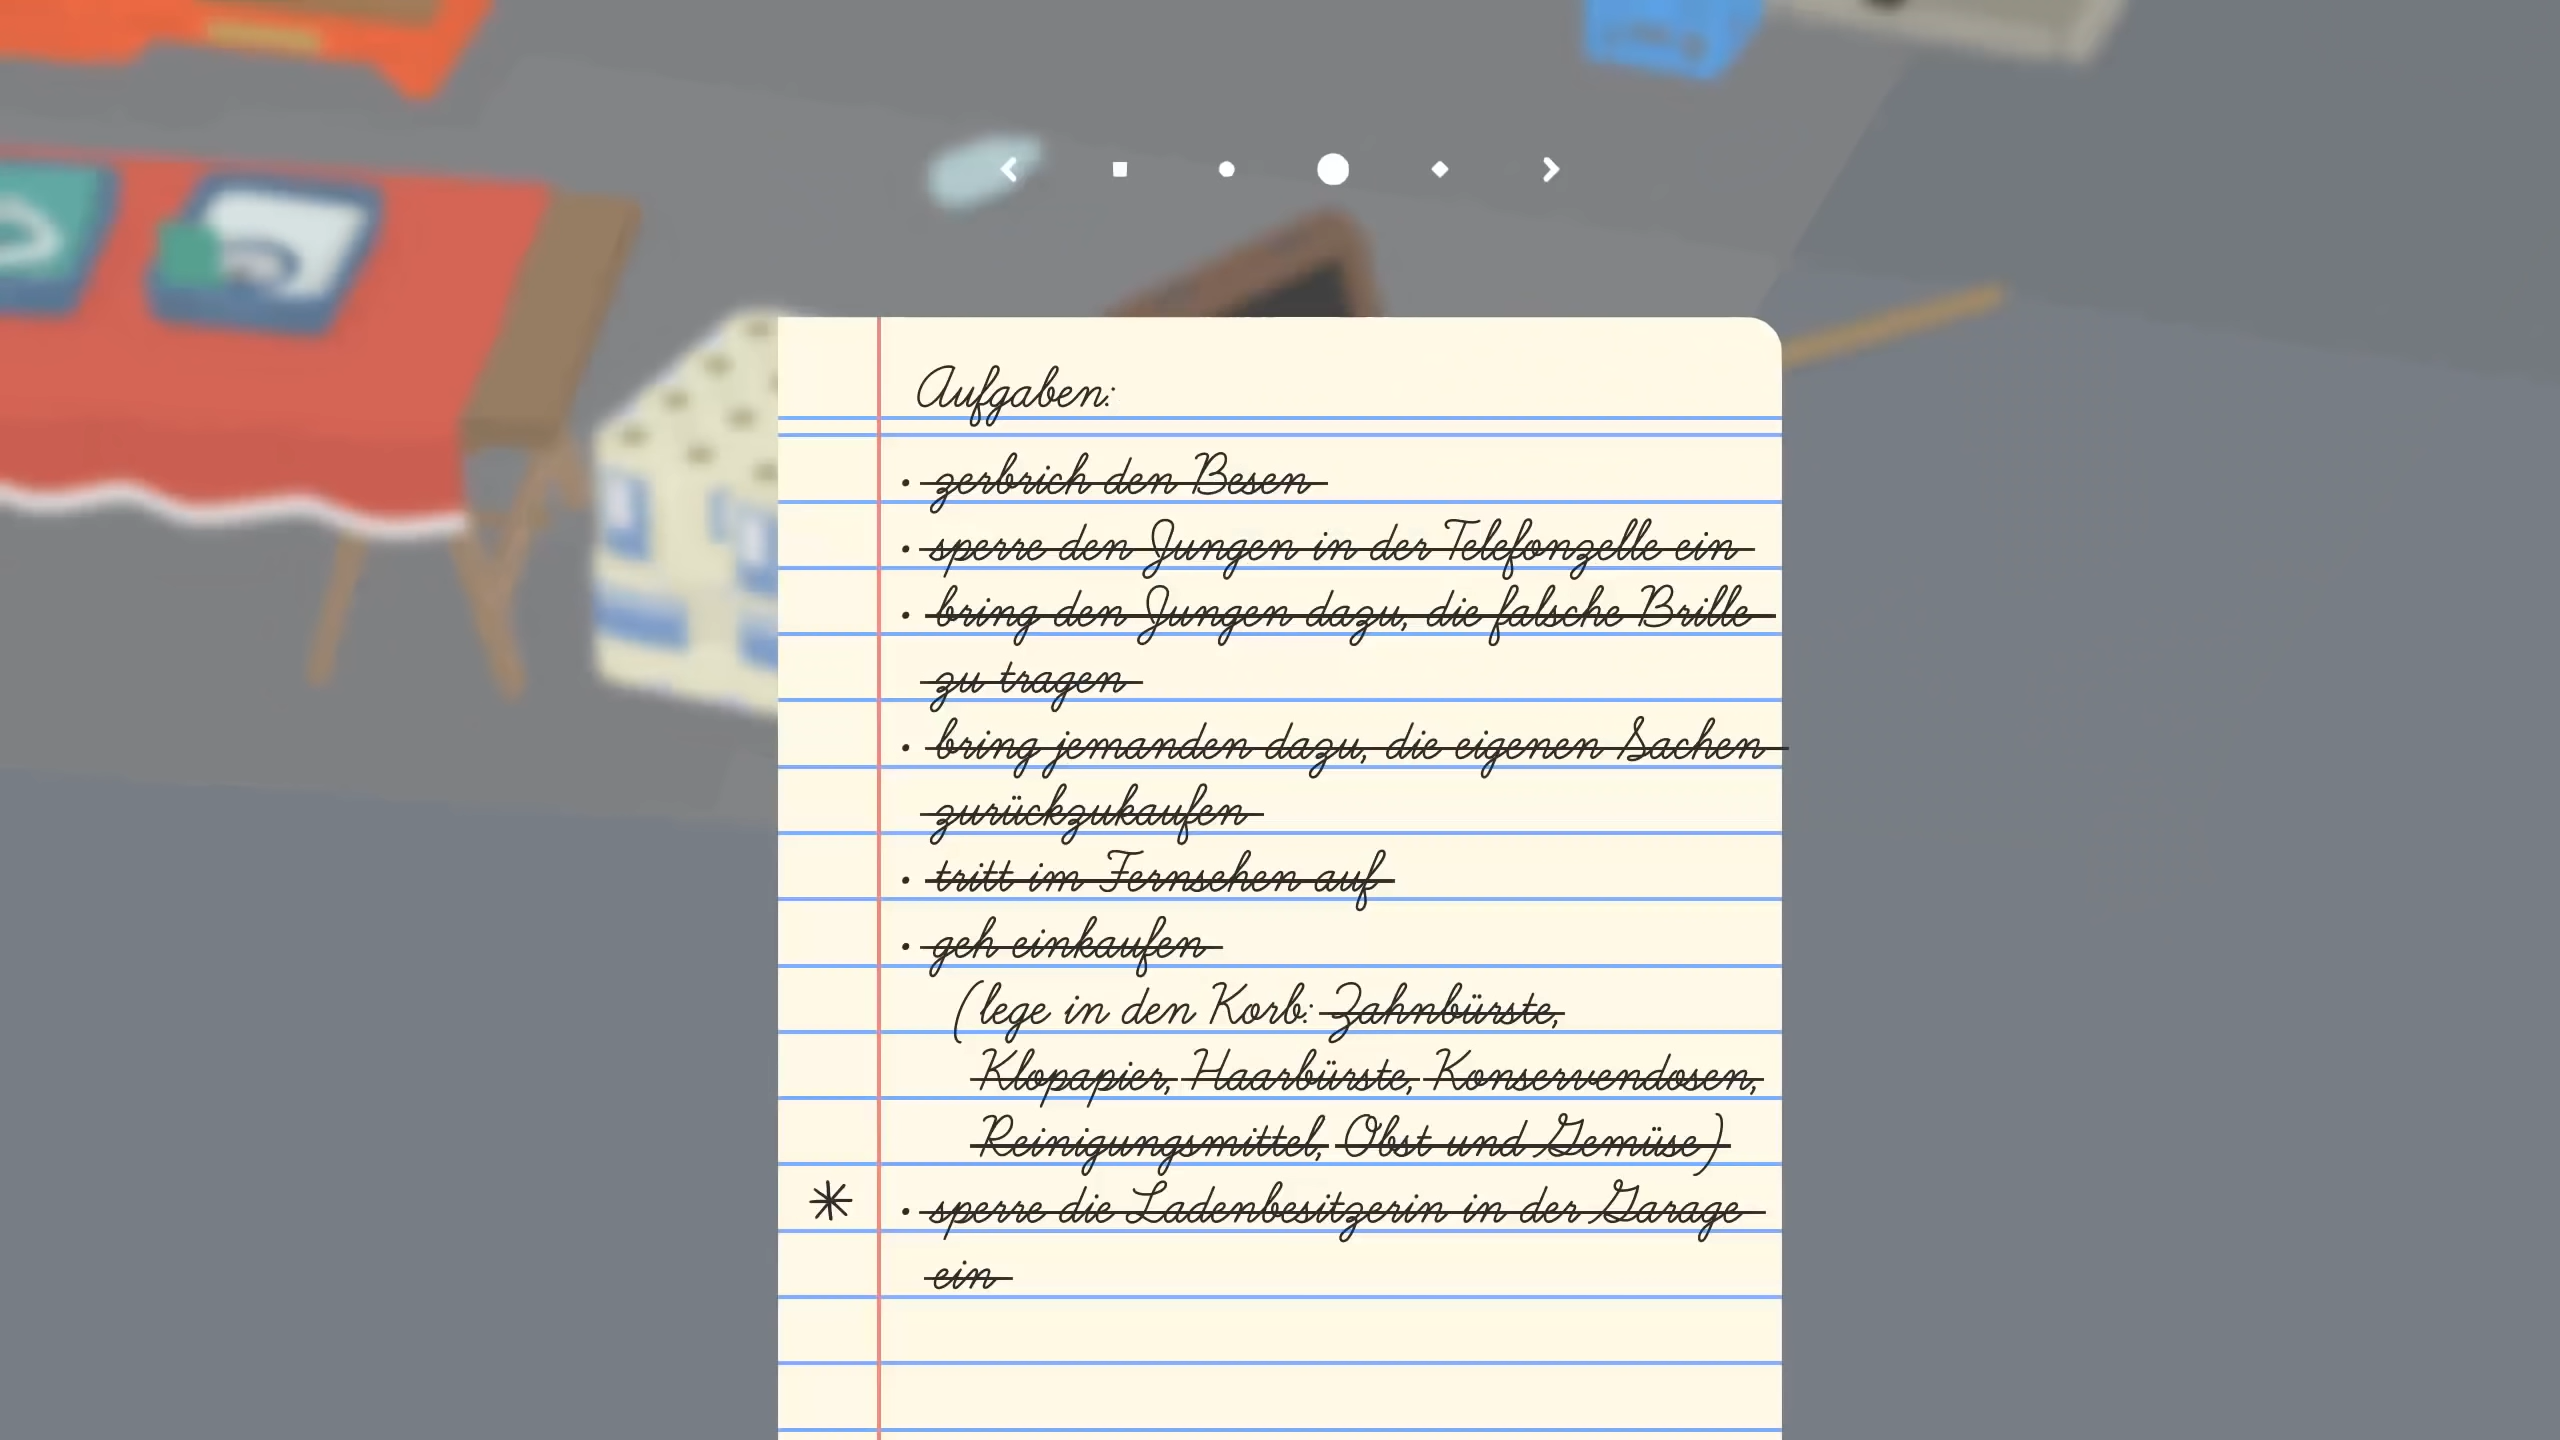 Aufgaben:
• zerbrich den Besen
• sperre den Jungen in der Telefonzelle ein
• bring den Jungen dazu, die falsche Brille
zu tragen
• bring jemanden dazu, die eigenen Sachen
zurückzukaufen
• tritt im Fernsehen auf
• geh einkaufen
(lege in den Korb: Zahnbürste,
Klopapier, Haarbürste, Konservendosen,
Reinigungsmittel, Obst und Gemüse)
• sperre die Ladenbesitzerin in der Garage
ein